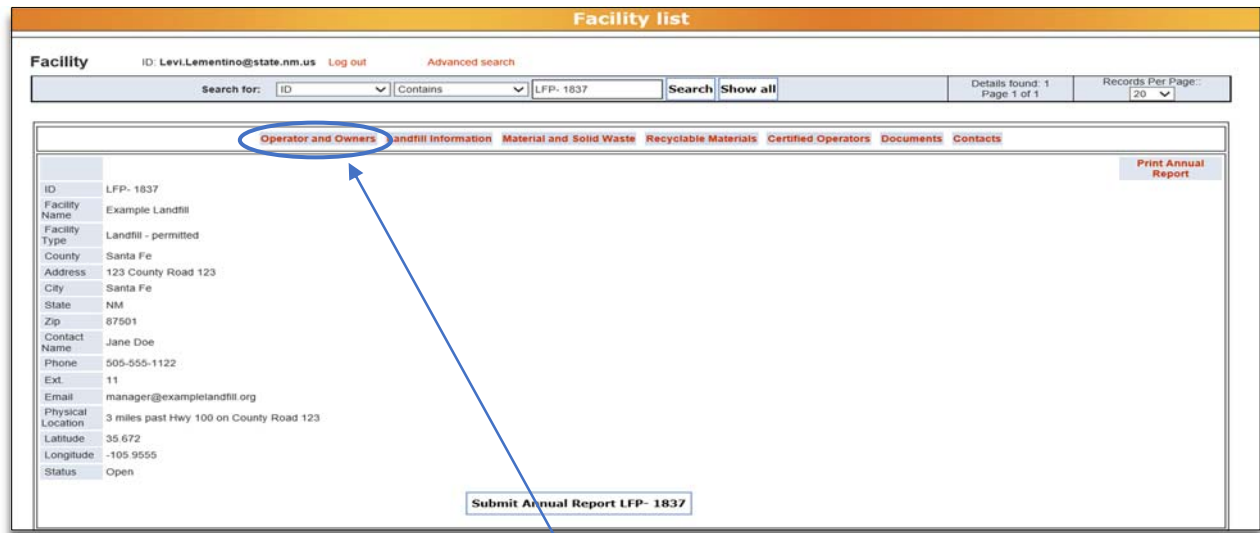 Facility list
Facility ID: Levi.Lementino@state.nm.us Log out Advanced search
Search for: ID Contains LFP- 1837 Search Show all Details found: 1 Records Per Page::
Page 1 of 1 20
Operator and Owners Landfill Information Material and Solid Waste Recyclable Materials Certified Operators Documents Contacts
Print Annual
Report
ID LFP- 1837
Facility
Name Example Landfill
Facility
Type Landfill - permitted
County Santa Fe
Address 123 County Road 123
City Santa Fe
State NM
Zip 87501
Contact
Name Jane Doe
Phone 505-555-1122
Ext. 11
Email manager@examplelandfill.org
Physical
Location 3 miles past Hwy 100 on County Road 123
Latitude 35.672
Longitude -105.9555
Status Open
Submit Annual Report LFP- 1837